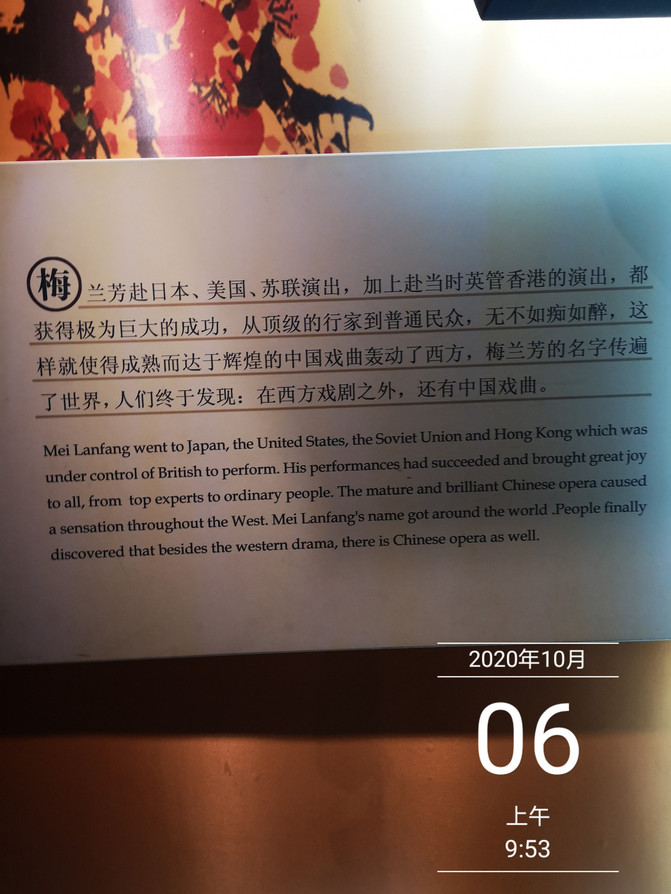 梅兰芳赴日本、美国、苏联演出，加上赴当时英管香港的演出，都
获得极为巨大的成功，从顶级的行家到普通民众，无不如痴如醉，这
样就使得成熟而达于辉煌的中国戏曲轰动了西方，梅兰芳的名字传遍
了世界，人们终于发现：在西方戏剧之外，还有中国戏曲。
Mei Lanfang went to Japan, the United States, the Soviet Union and Hong Kong which was
under control of British to perform. His performances had succeeded and brought great joy
to all, from top experts to ordinary people. The mature and brilliant Chinese opera caused
a sensation throughout the West. Mei Lanfang's name got around the world .People finally
discovered that besides the western drama, there is Chinese opera as well.
2020年10月
06
上午
9:53